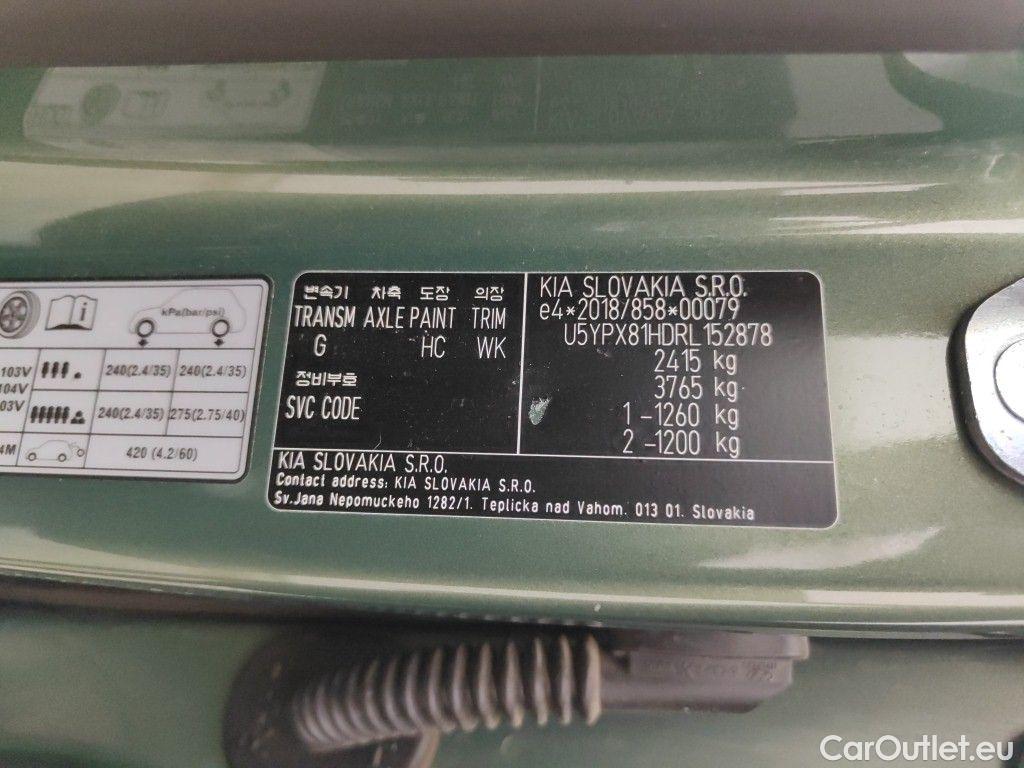 kPa(bar/psi)
103V 240(2.4/35) 240(2.4/35)
104V
03V 240(2.4/35) 275(2.75/40)
4M 420 (4.2/60)
변속기 차축 도장 의장
TRANSM AXLE PAINT TRIM
G HC WK
정비부호
SVC CODE
KIA SLOVAKIA S.R.O.
e4*2018/858*00079
U5YPX81HDRL152878
2415 kg
3765 kg
1 -1260 kg
2 -1200 kg
KIA SLOVAKIA S.R.O.
Contact address: KIA SLOVAKIA S.R.O.
Sv.Jana Nepomuckeho 1282/1. Teplicka nad Vahom. 013 01. Slovakia
CarOutlet.eu